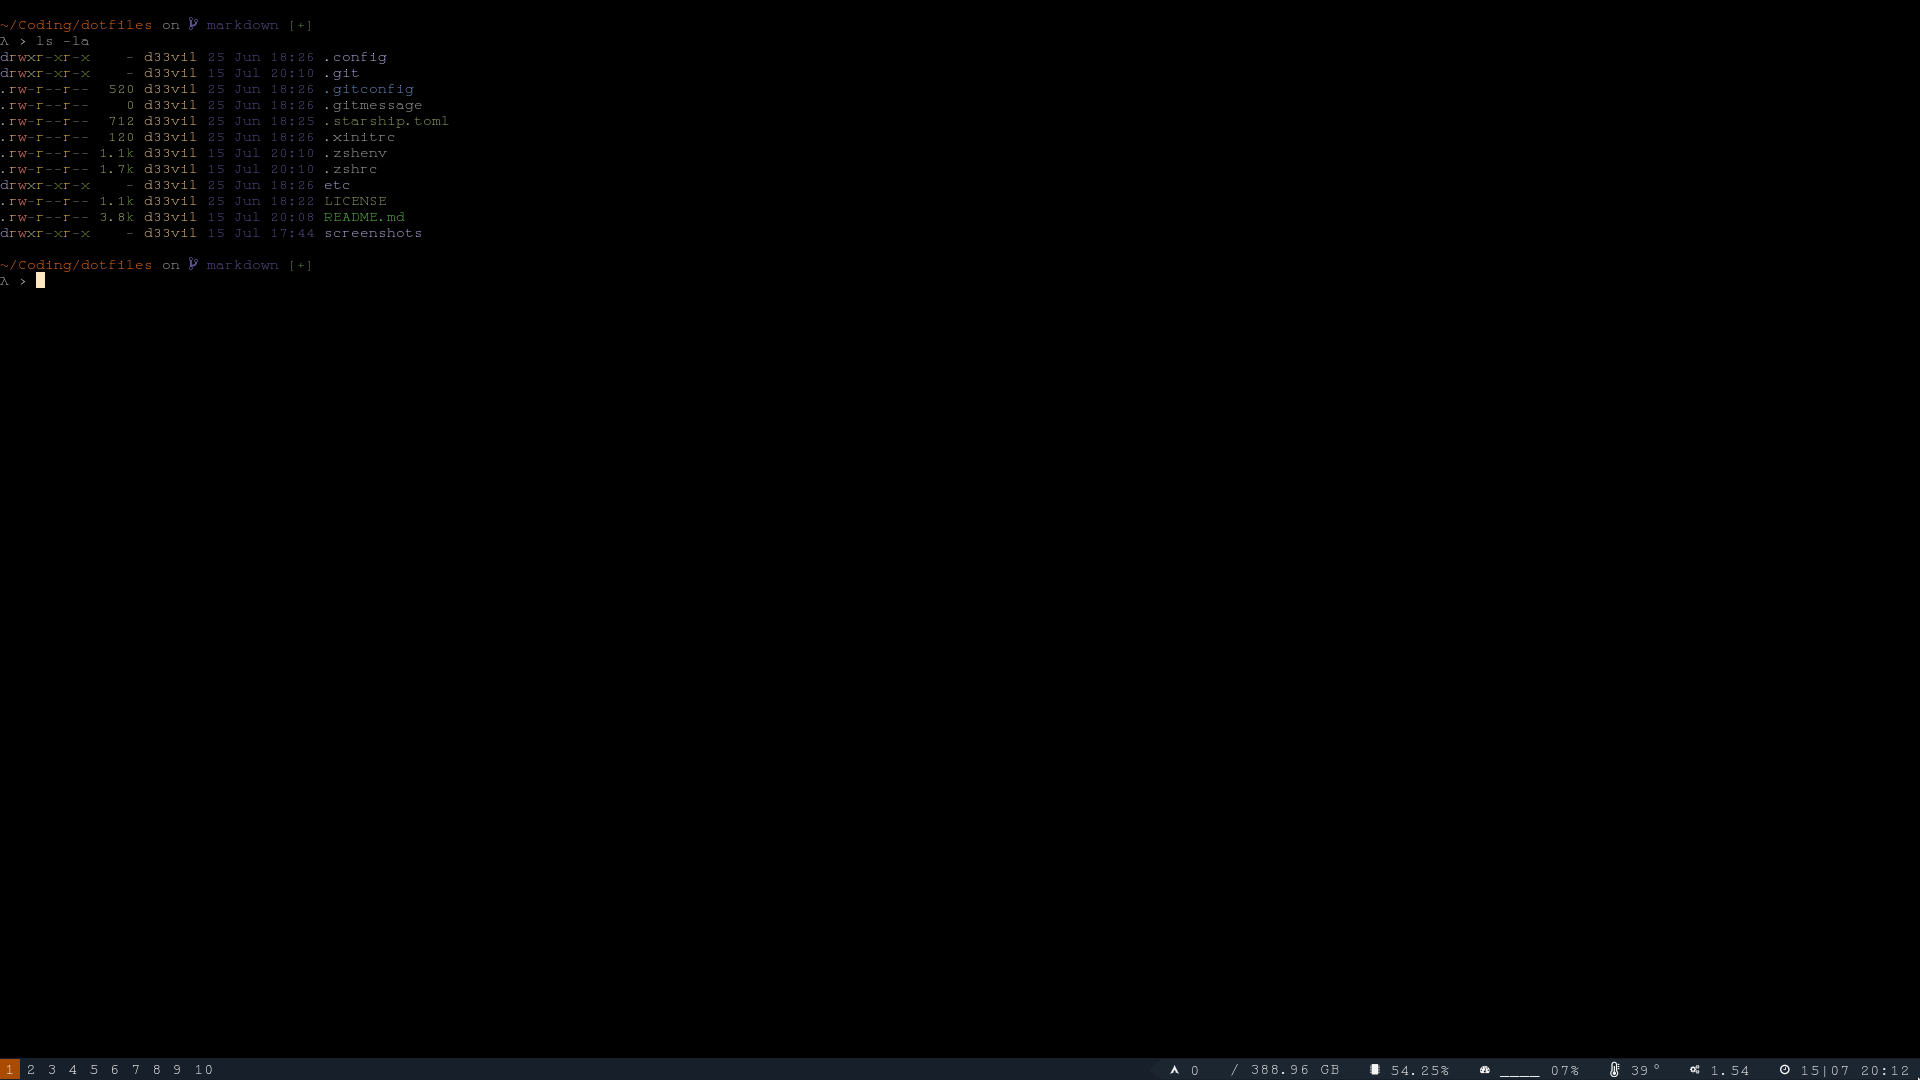 ~/Coding/dotfiles on markdown [+]
λ > ls -la
drwxr-xr-x    - d33vil 25 Jun 18:26 .config
drwxr-xr-x    - d33vil 15 Jul 20:10 .git
.rw-r--r--  520 d33vil 25 Jun 18:26 .gitconfig
.rw-r--r--    0 d33vil 25 Jun 18:26 .gitmessage
.rw-r--r--  712 d33vil 25 Jun 18:25 .starship.toml
.rw-r--r--  120 d33vil 25 Jun 18:26 .xinitrc
.rw-r--r-- 1.1k d33vil 15 Jul 20:10 .zshenv
.rw-r--r-- 1.7k d33vil 15 Jul 20:10 .zshrc
drwxr-xr-x    - d33vil 25 Jun 18:26 etc
.rw-r--r-- 1.1k d33vil 25 Jun 18:22 LICENSE
.rw-r--r-- 3.8k d33vil 15 Jul 20:08 README.md
drwxr-xr-x    - d33vil 15 Jul 17:44 screenshots
~/Coding/dotfiles on markdown [+]
λ >
1 2 3 4 5 6 7 8 9 10 0 / 388.96 GB 54.25% ____ 07% 39° 1.54 15|07 20:12